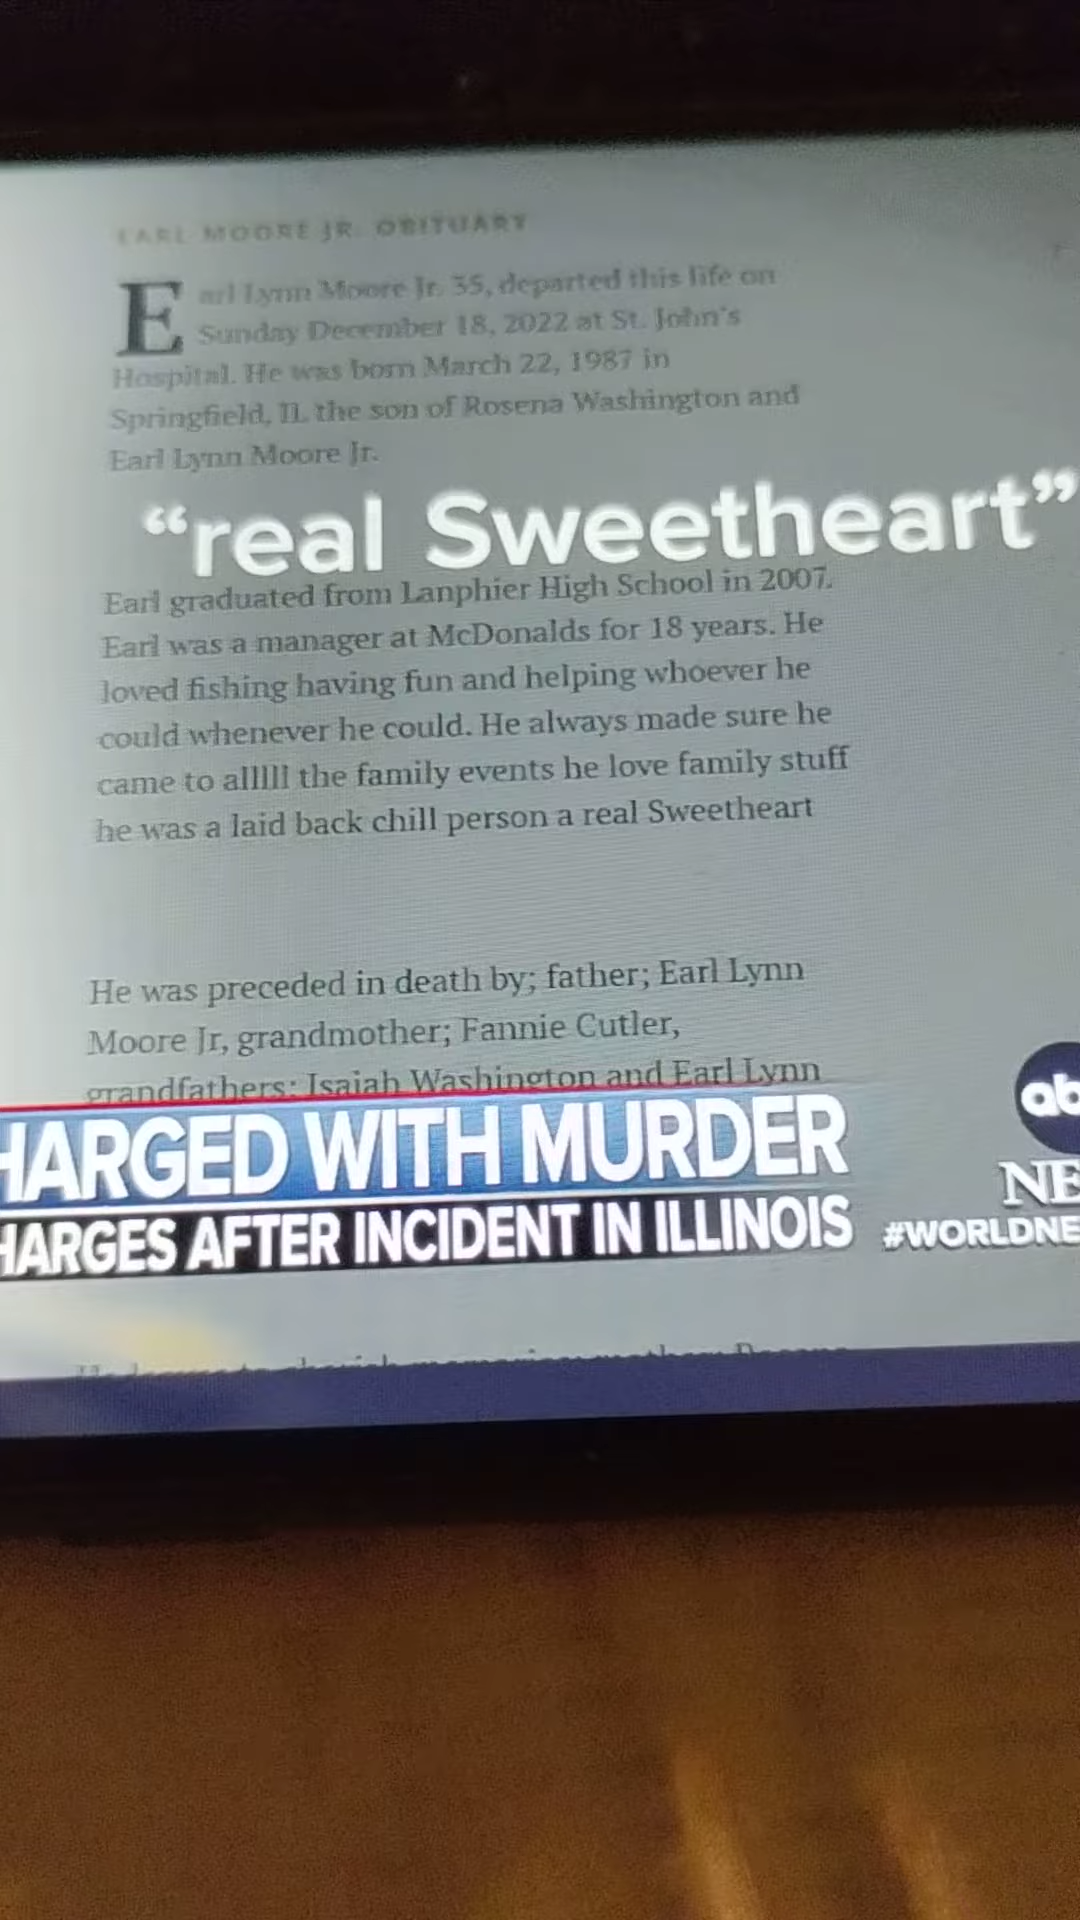 EARL MOORE JR. OBITUARY
Earl Lynn Moore Jr. 35, departed this life on
Sunday December 18, 2022 at St. John's
Hospital. He was born March 22, 1987 in
Springfield, IL the son of Rosena Washington and
Earl Lynn Moore Jr.
“real Sweetheart”
Earl graduated from Lanphier High School in 2007.
Earl was a manager at McDonalds for 18 years. He
loved fishing having fun and helping whoever he
could whenever he could. He always made sure he
came to alllll the family events he love family stuff
he was a laid back chill person a real Sweetheart
He was preceded in death by; father; Earl Lynn
Moore Jr, grandmother; Fannie Cutler,
grandfathers; Isaiah Washington and Earl Lynn
HARGED WITH MURDER
HARGES AFTER INCIDENT IN ILLINOIS
ab
NE
#WORLDNE